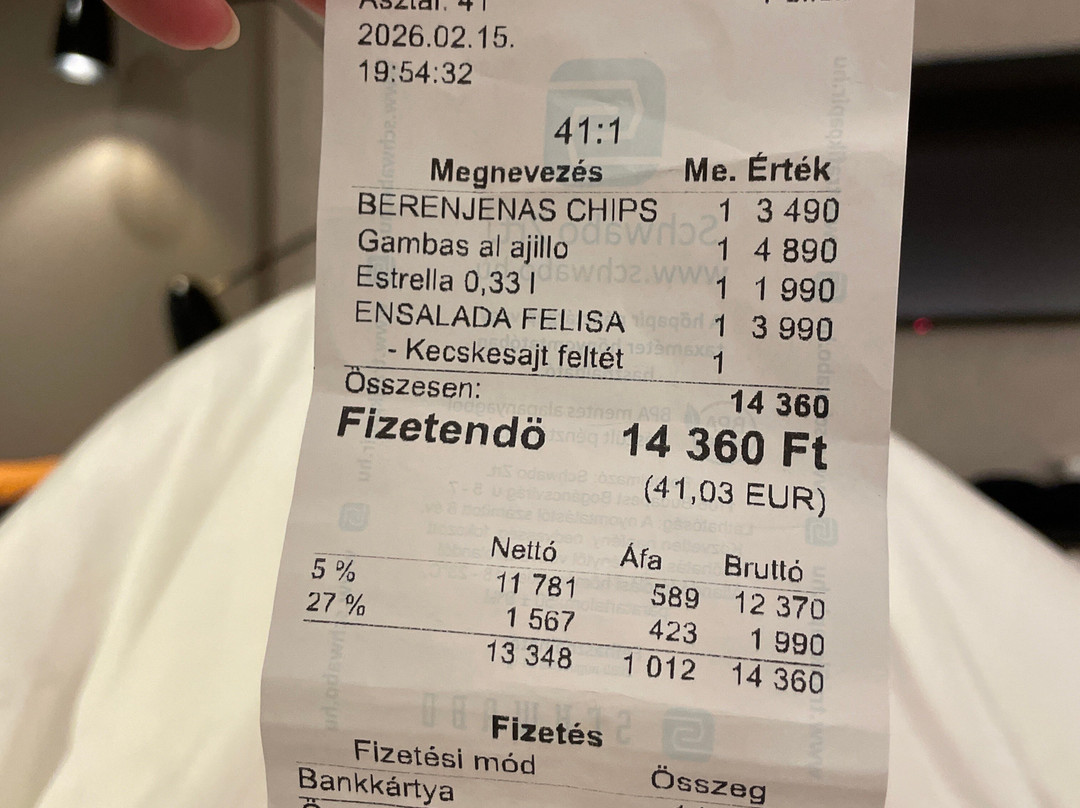 Asztal: 41
2026.02.15.
19:54:32
41:1
Megnevezés Me. Érték
BERENJENAS CHIPS 1 3 490
Gambas al ajillo 1 4 890
Estrella 0,33 l 1 1 990
ENSALADA FELISA 1 3 990
- Kecskesajt feltét 1
Összesen: 14 360
Fizetendö 14 360 Ft
(41,03 EUR)
Nettó Áfa Bruttó
5 % 11 781 589 12 370
27 % 1 567 423 1 990
13 348 1 012 14 360
Fizetés
Fizetési mód Összeg
Bankkártya